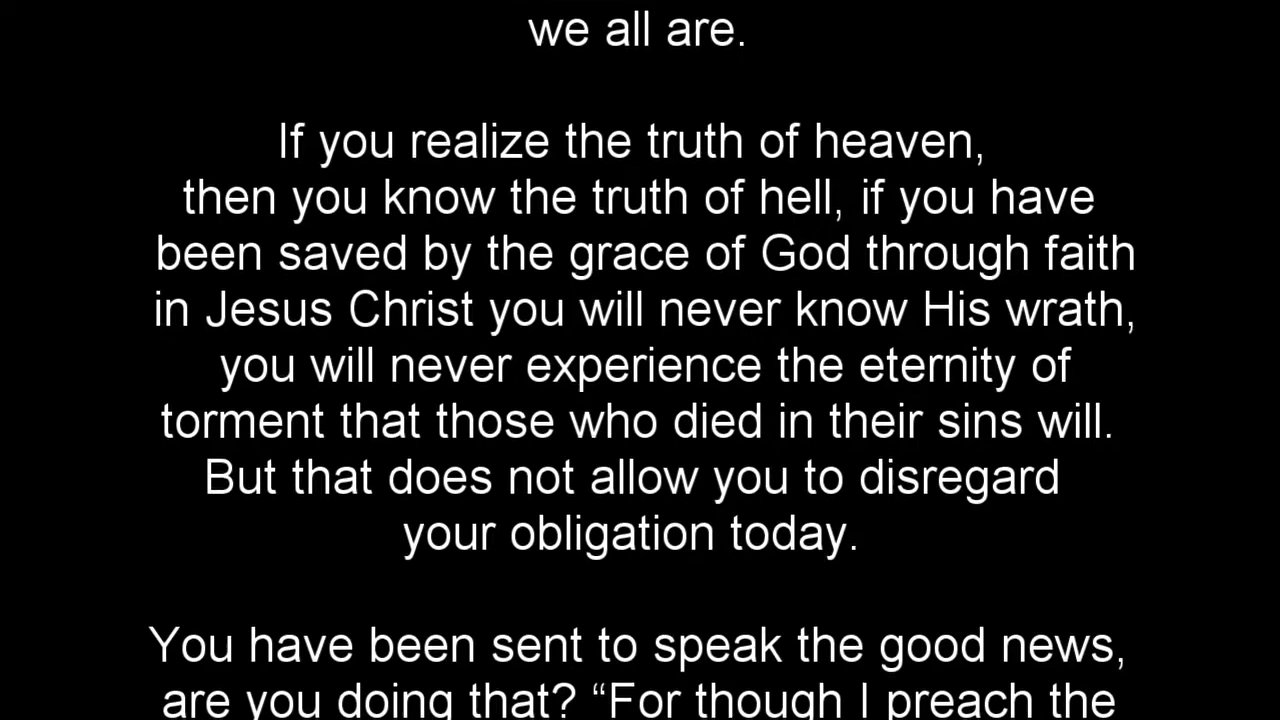 we all are.
If you realize the truth of heaven,
then you know the truth of hell, if you have
been saved by the grace of God through faith
in Jesus Christ you will never know His wrath,
you will never experience the eternity of
torment that those who died in their sins will.
But that does not allow you to disregard
your obligation today.
You have been sent to speak the good news,
are you doing that? “For though I preach the